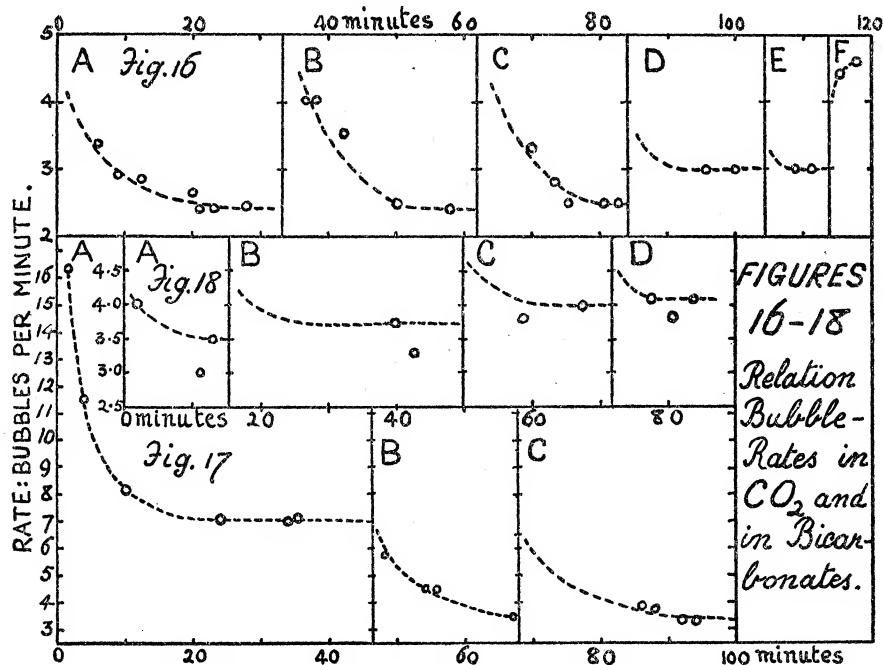 0 20 40 minutes 60 80 100 120
5
A Fig. 16 B C D E F
4
3
2
RATE: BUBBLES PER MINUTE.
A A Fig. 18 B C D
16
15
14
13
12
11
10
9
8
7
6
5
4
3
4.5
4.0
3.5
3.0
2.5
0 minutes 20 40 60 80
Fig. 17 B C
0 20 40 60 80 100 minutes
FIGURES
16-18
Relation
Bubble-
Rates in
CO₂ and
in Bicar-
bonates.